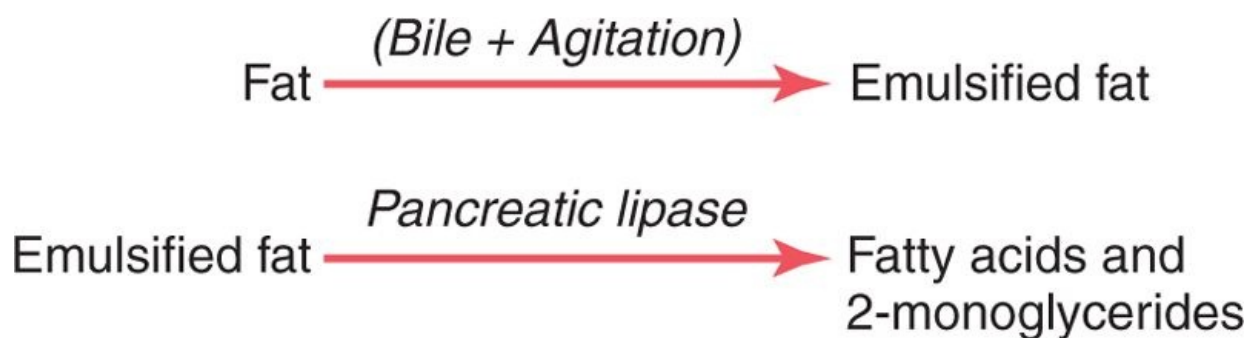 (Bile + Agitation)
Fat Emulsified fat
Pancreatic lipase
Emulsified fat Fatty acids and
2-monoglycerides